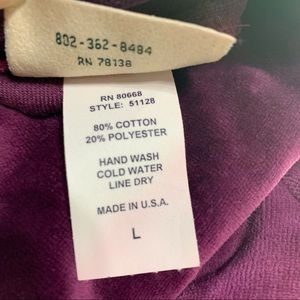 802-362-8484
RN 78138
RN 80668
STYLE: 51128
80% COTTON
20% POLYESTER
HAND WASH
COLD WATER
LINE DRY
MADE IN U.S.A.
L